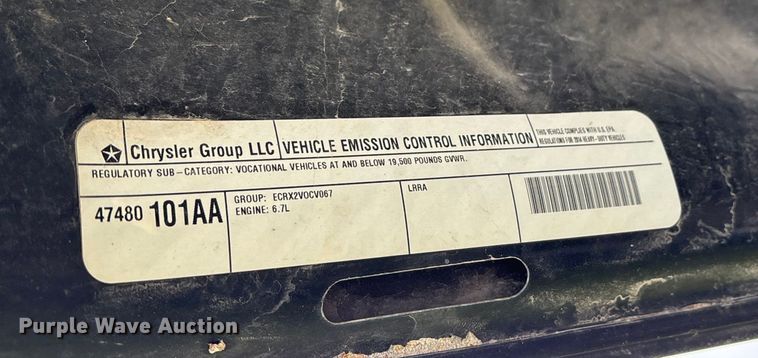 Chrysler Group LLC
VEHICLE EMISSION CONTROL INFORMATION
THIS VEHICLE COMPLIES WITH U.S. EPA
REGULATIONS FOR 2014 HEAVY-DUTY VEHICLES
REGULATORY SUB-CATEGORY: VOCATIONAL VEHICLES AT AND BELOW 19,500 POUNDS GVWR.
47480 101AA
GROUP: ECRX2VOCV067
ENGINE: 6.7L
LRRA
Purple Wave Auction